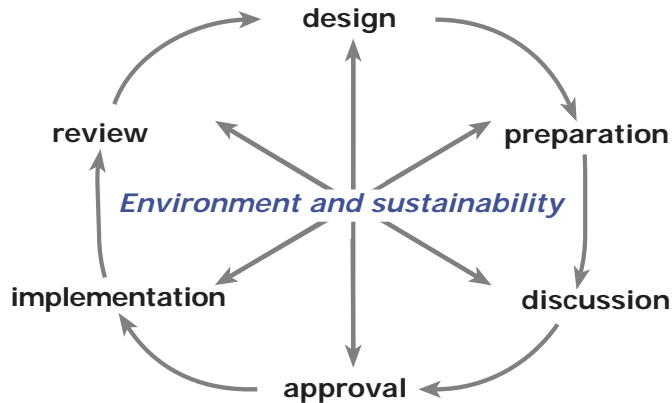 design
review
preparation
Environment and sustainability
implementation
discussion
approval